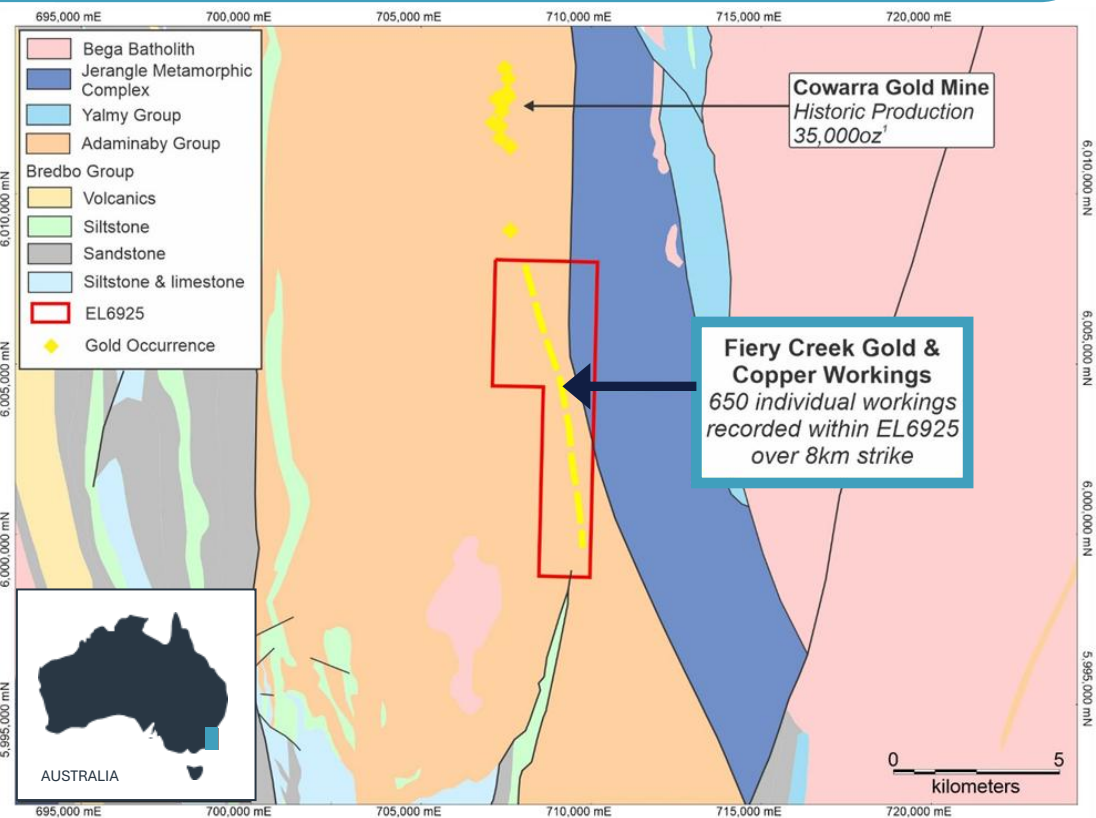 695,000 mE
700,000 mE
705,000 mE
710,000 mE
715,000 mE
720,000 mE
Bega Batholith
Jerangle Metamorphic
Complex
Yalmy Group
Adaminaby Group
Bredbo Group
Volcanics
Siltstone
Sandstone
Siltstone & limestone
EL6925
Gold Occurrence
Cowarra Gold Mine
Historic Production
35,000oz¹
Fiery Creek Gold &
Copper Workings
650 individual workings
recorded within EL6925
over 8km strike
6,010,000 mN
6,005,000 mN
6,000,000 mN
5,995,000 mN
6,010,000 mN
6,005,000 mN
6,000,000 mN
5,995,000 mN
AUSTRALIA
0
5
kilometers
695,000 mE
700,000 mE
705,000 mE
710,000 mE
715,000 mE
720,000 mE